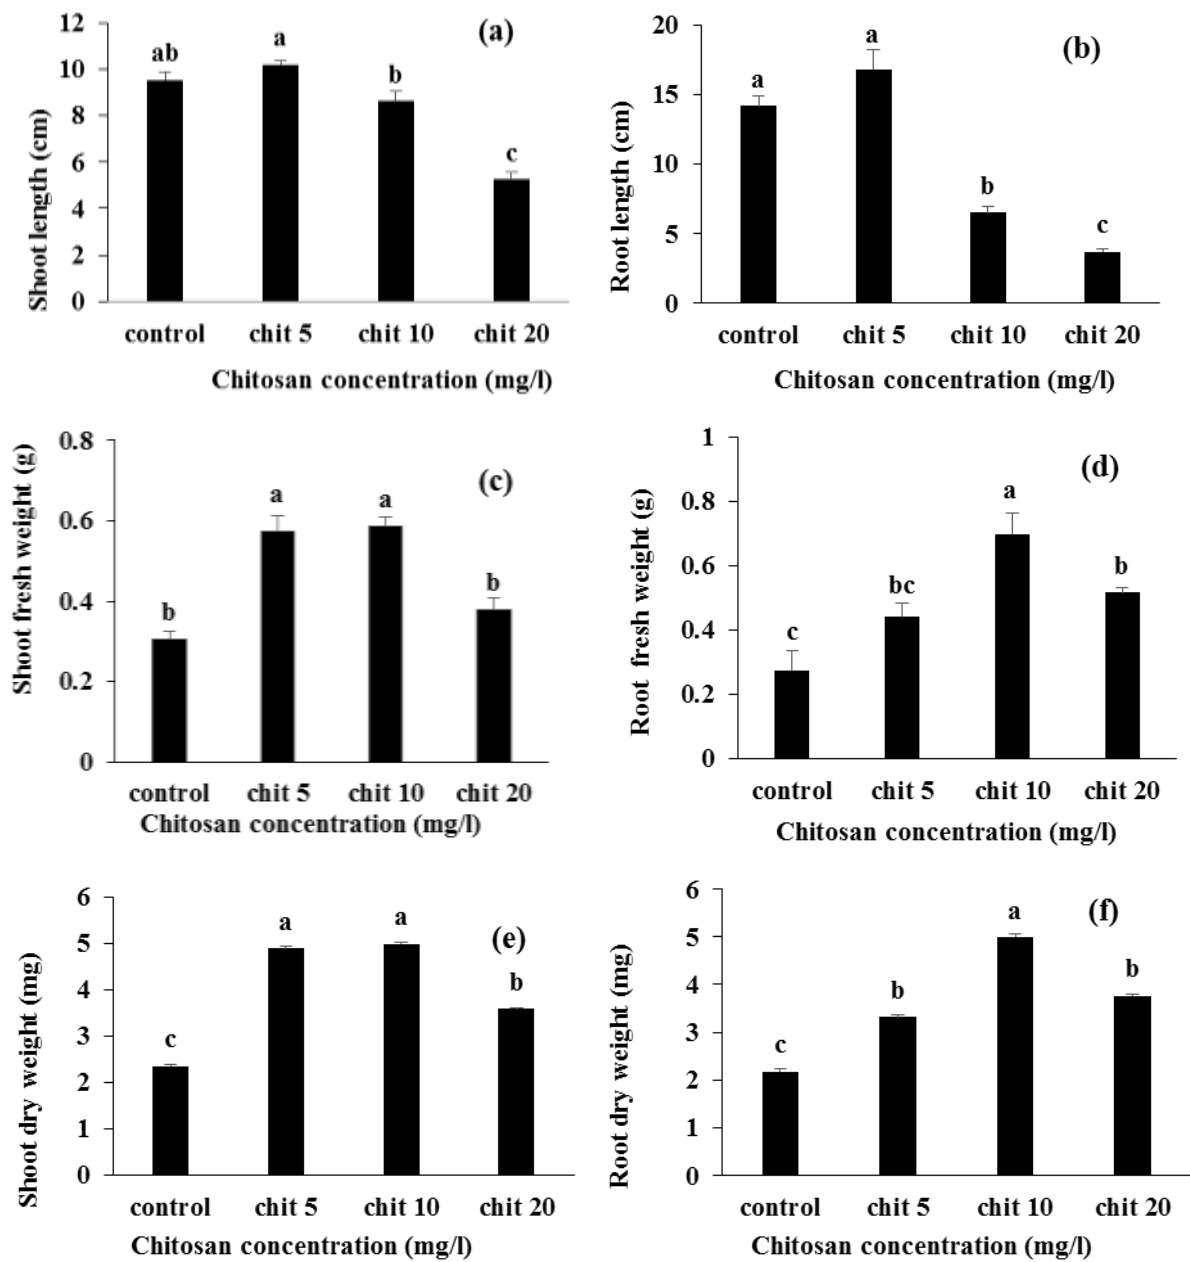 (a)
Shoot length (cm)
12
10
8
6
4
2
0
ab
a
b
c
control chit 5 chit 10 chit 20
Chitosan concentration (mg/l)
(b)
Root length (cm)
20
15
10
5
0
a
a
b
c
control chit 5 chit 10 chit 20
Chitosan concentration (mg/l)
(c)
Shoot fresh weight (g)
0.8
0.6
0.4
0.2
0
b
a
a
b
control chit 5 chit 10 chit 20
Chitosan concentration (mg/l)
(d)
Root fresh weight (g)
1
0.8
0.6
0.4
0.2
0
c
bc
a
b
control chit 5 chit 10 chit 20
Chitosan concentration (mg/l)
(e)
Shoot dry weight (mg)
6
5
4
3
2
1
0
c
a
a
b
control chit 5 chit 10 chit 20
Chitosan concentration (mg/l)
(f)
Root dry weight (mg)
6
5
4
3
2
1
0
c
b
a
b
control chit 5 chit 10 chit 20
Chitosan concentration (mg/l)